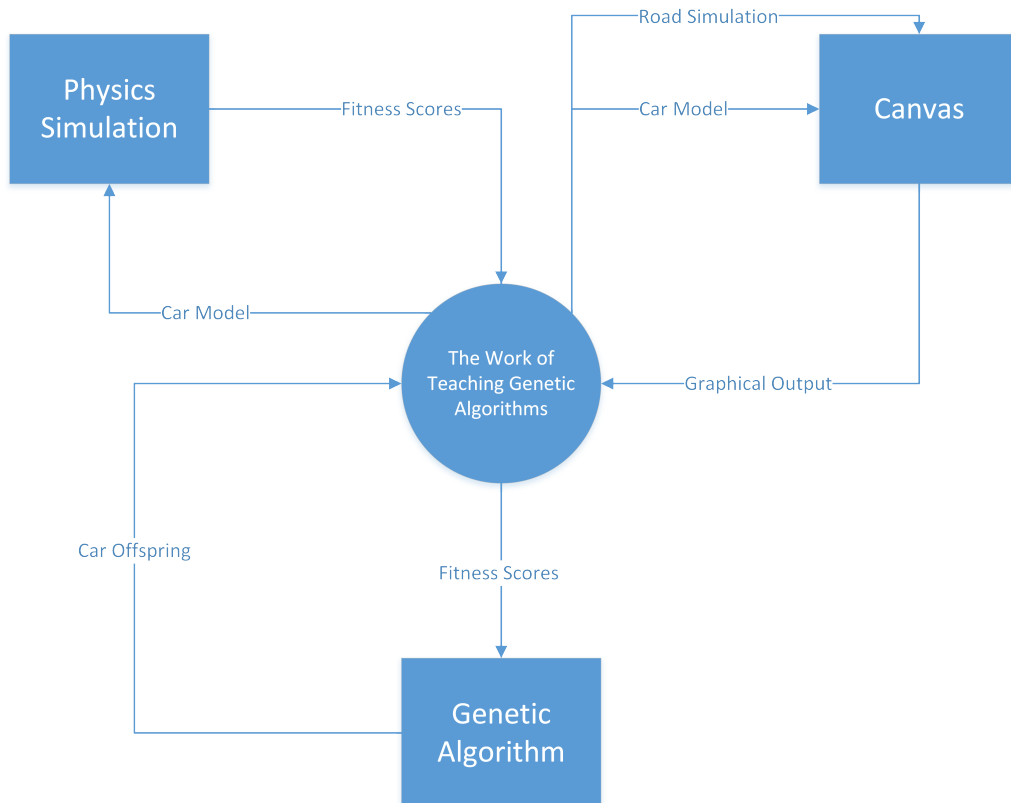 Road Simulation
Physics
Simulation
Fitness Scores
Car Model
Canvas
Car Model
The Work of
Teaching Genetic
Algorithms
Graphical Output
Car Offspring
Fitness Scores
Genetic
Algorithm